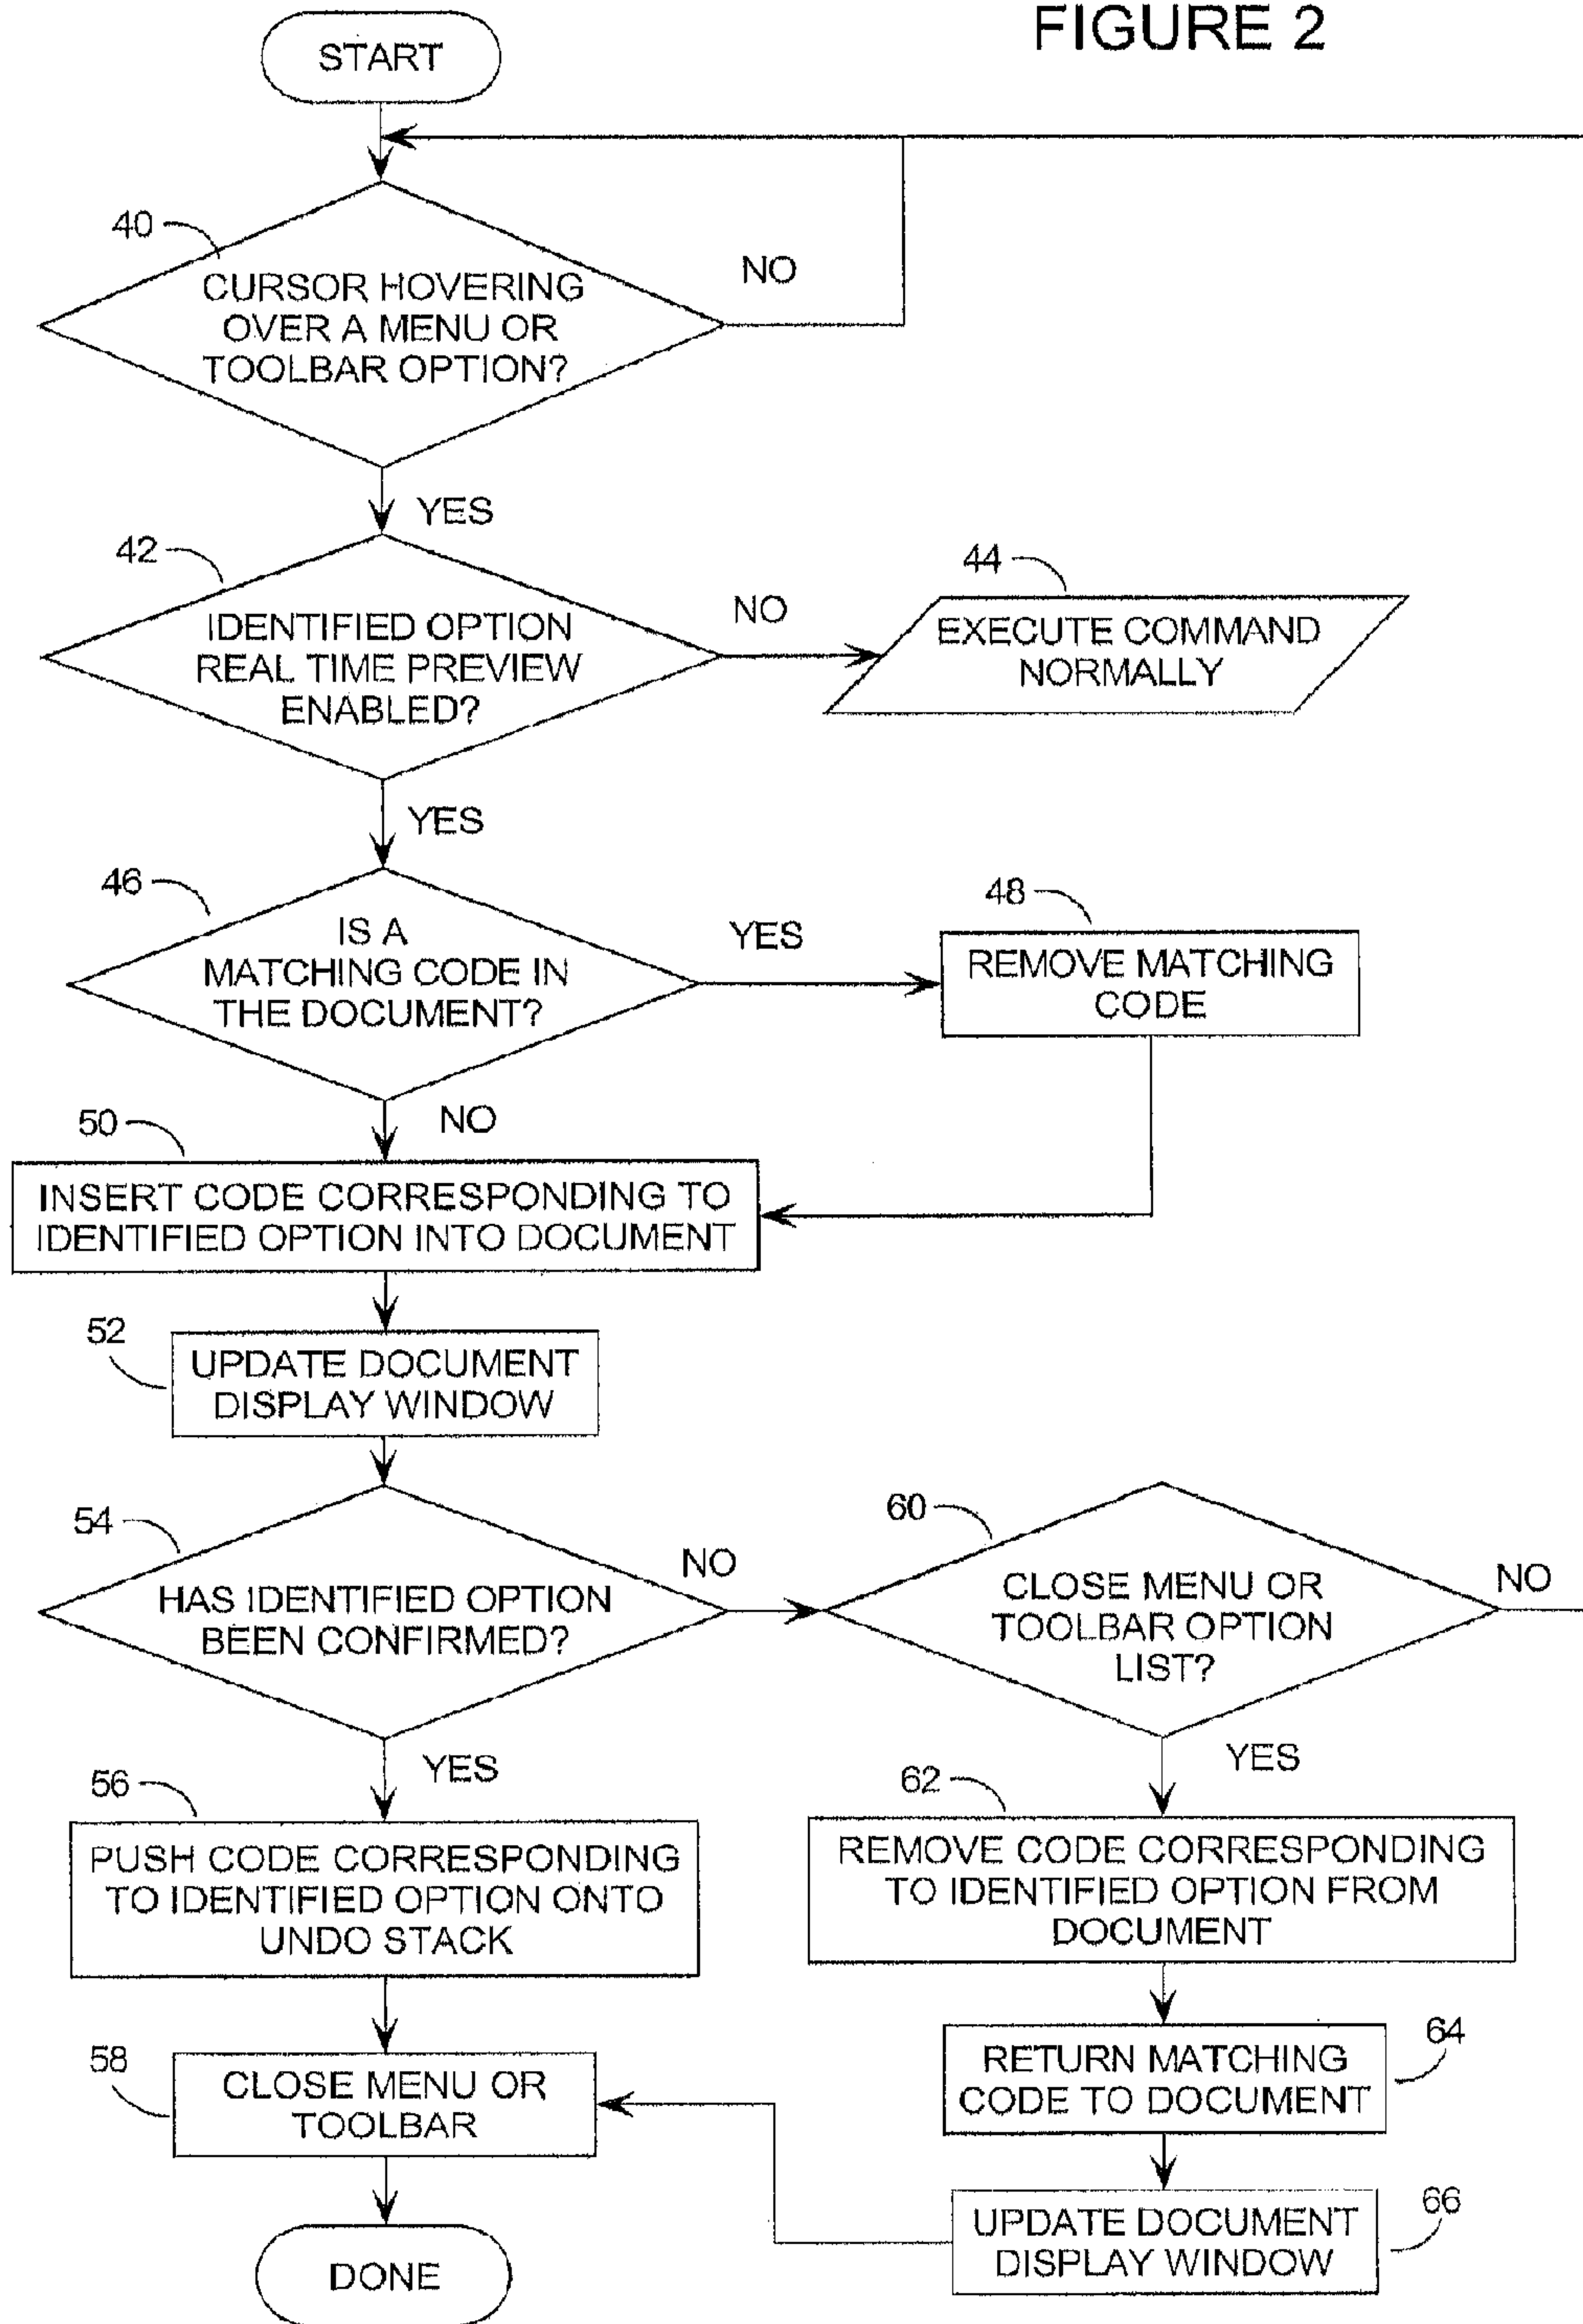 FIGURE 2
START
40
CURSOR HOVERING
OVER A MENU OR
TOOLBAR OPTION?
NO
YES
42
IDENTIFIED OPTION
REAL TIME PREVIEW
ENABLED?
NO
44
EXECUTE COMMAND
NORMALLY
YES
46
IS A
MATCHING CODE IN
THE DOCUMENT?
YES
48
REMOVE MATCHING
CODE
NO
50
INSERT CODE CORRESPONDING TO
IDENTIFIED OPTION INTO DOCUMENT
52
UPDATE DOCUMENT
DISPLAY WINDOW
54
HAS IDENTIFIED OPTION
BEEN CONFIRMED?
NO
60
CLOSE MENU OR
TOOLBAR OPTION
LIST?
NO
YES
56
PUSH CODE CORRESPONDING
TO IDENTIFIED OPTION ONTO
UNDO STACK
YES
62
REMOVE CODE CORRESPONDING
TO IDENTIFIED OPTION FROM
DOCUMENT
58
CLOSE MENU OR
TOOLBAR
64
RETURN MATCHING
CODE TO DOCUMENT
66
UPDATE DOCUMENT
DISPLAY WINDOW
DONE